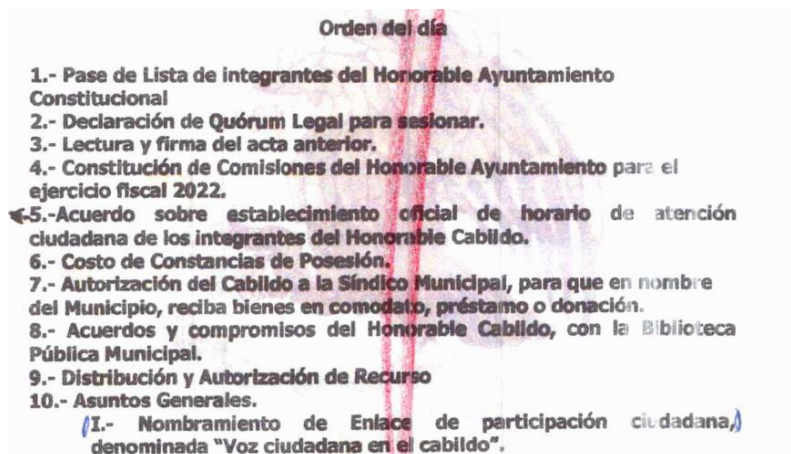 Orden del día
1.- Pase de Lista de integrantes del Honorable Ayuntamiento
Constitucional
2.- Declaración de Quórum Legal para sesionar.
3.- Lectura y firma del acta anterior.
4.- Constitución de Comisiones del Honorable Ayuntamiento para el
ejercicio fiscal 2022.
5.-Acuerdo sobre establecimiento oficial de horario de atención
ciudadana de los integrantes del Honorable Cabildo.
6.- Costo de Constancias de Posesión.
7.- Autorización del Cabildo a la Síndico Municipal, para que en nombre
del Municipio, reciba bienes en comodato, préstamo o donación.
8.- Acuerdos y compromisos del Honorable Cabildo, con la Biblioteca
Pública Municipal.
9.- Distribución y Autorización de Recurso
10.- Asuntos Generales.
I.- Nombramiento de Enlace de participación ciudadana,
denominada "Voz ciudadana en el cabildo".